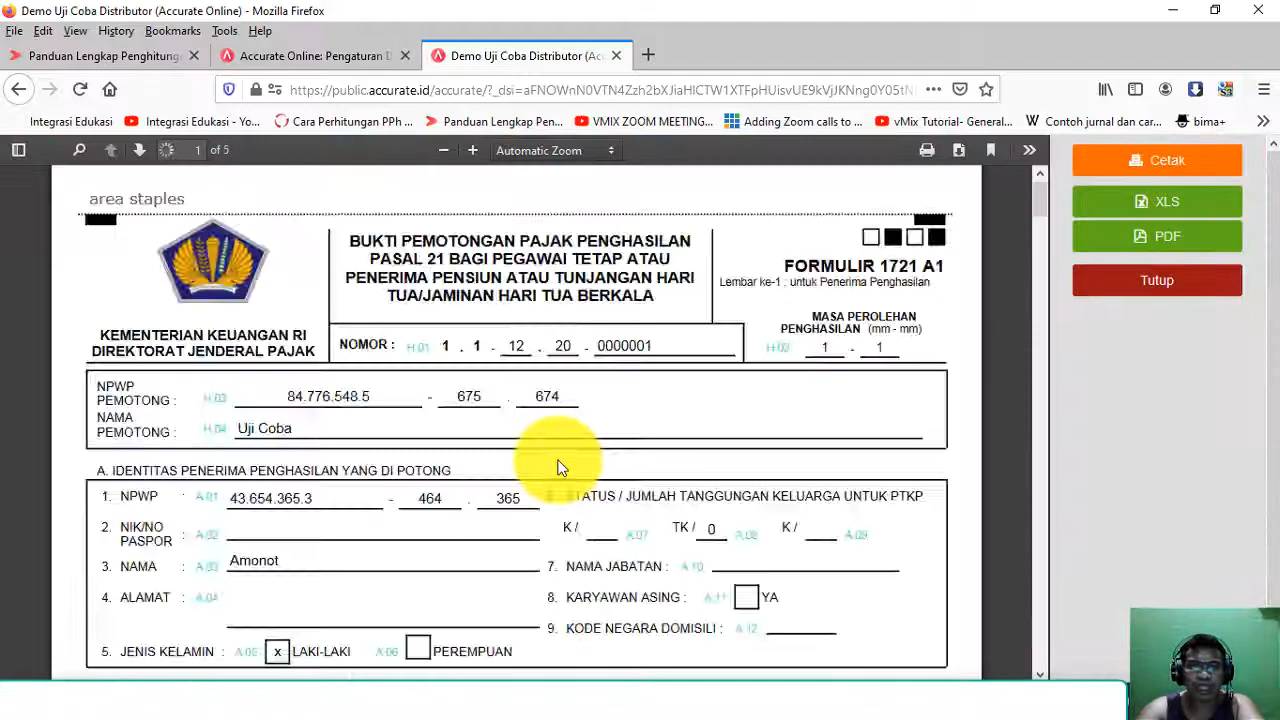 Demo Uji Coba Distributor (Accurate Online) - Mozilla Firefox
File Edit View History Bookmarks Tools Help
Panduan Lengkap Penghitung Accurate Online: Pengaturan D Demo Uji Coba Distributor (Acc
https://public.accurate.id/accurate/?_dsi=aFNOWnN0VTN4Zzh2bXJiaHlCTW1XTFpHUisvUE9kVjJKNng0Y05tN
Integrasi Edukasi Integrasi Edukasi - Yo... Cara Perhitungan PPh ... Panduan Lengkap Pen... VMIX ZOOM MEETING... Adding Zoom calls to ... vMix Tutorial- General... Contoh jurnal dan car... bima+
1 of 5 Automatic Zoom
Cetak
XLS
PDF
Tutup
area staples
BUKTI PEMOTONGAN PAJAK PENGHASILAN
PASAL 21 BAGI PEGAWAI TETAP ATAU
PENERIMA PENSIUN ATAU TUNJANGAN HARI
TUA/JAMINAN HARI TUA BERKALA
FORMULIR 1721 A1
Lembar ke-1 : untuk Penerima Penghasilan
MASA PEROLEHAN
PENGHASILAN (mm - mm)
KEMENTERIAN KEUANGAN RI
DIREKTORAT JENDERAL PAJAK
NOMOR : H.01 1 . 1 - 12 . 20 - 0000001
H.02 1 - 1
NPWP
PEMOTONG : H.03 84.776.548.5 - 675 . 674
NAMA
PEMOTONG : H.04 Uji Coba
A. IDENTITAS PENERIMA PENGHASILAN YANG DI POTONG
1. NPWP : A.01 43.654.365.3 - 464 . 365
STATUS / JUMLAH TANGGUNGAN KELUARGA UNTUK PTKP
2. NIK/NO
PASPOR : A.02
K / A.07 TK / 0 A.08 K / A.09
3. NAMA : A.03 Amonot
7. NAMA JABATAN : A.10
4. ALAMAT : A.04
8. KARYAWAN ASING : A.11 YA
9. KODE NEGARA DOMISILI : A.12
5. JENIS KELAMIN : A.05 x LAKI-LAKI A.06 PEREMPUAN